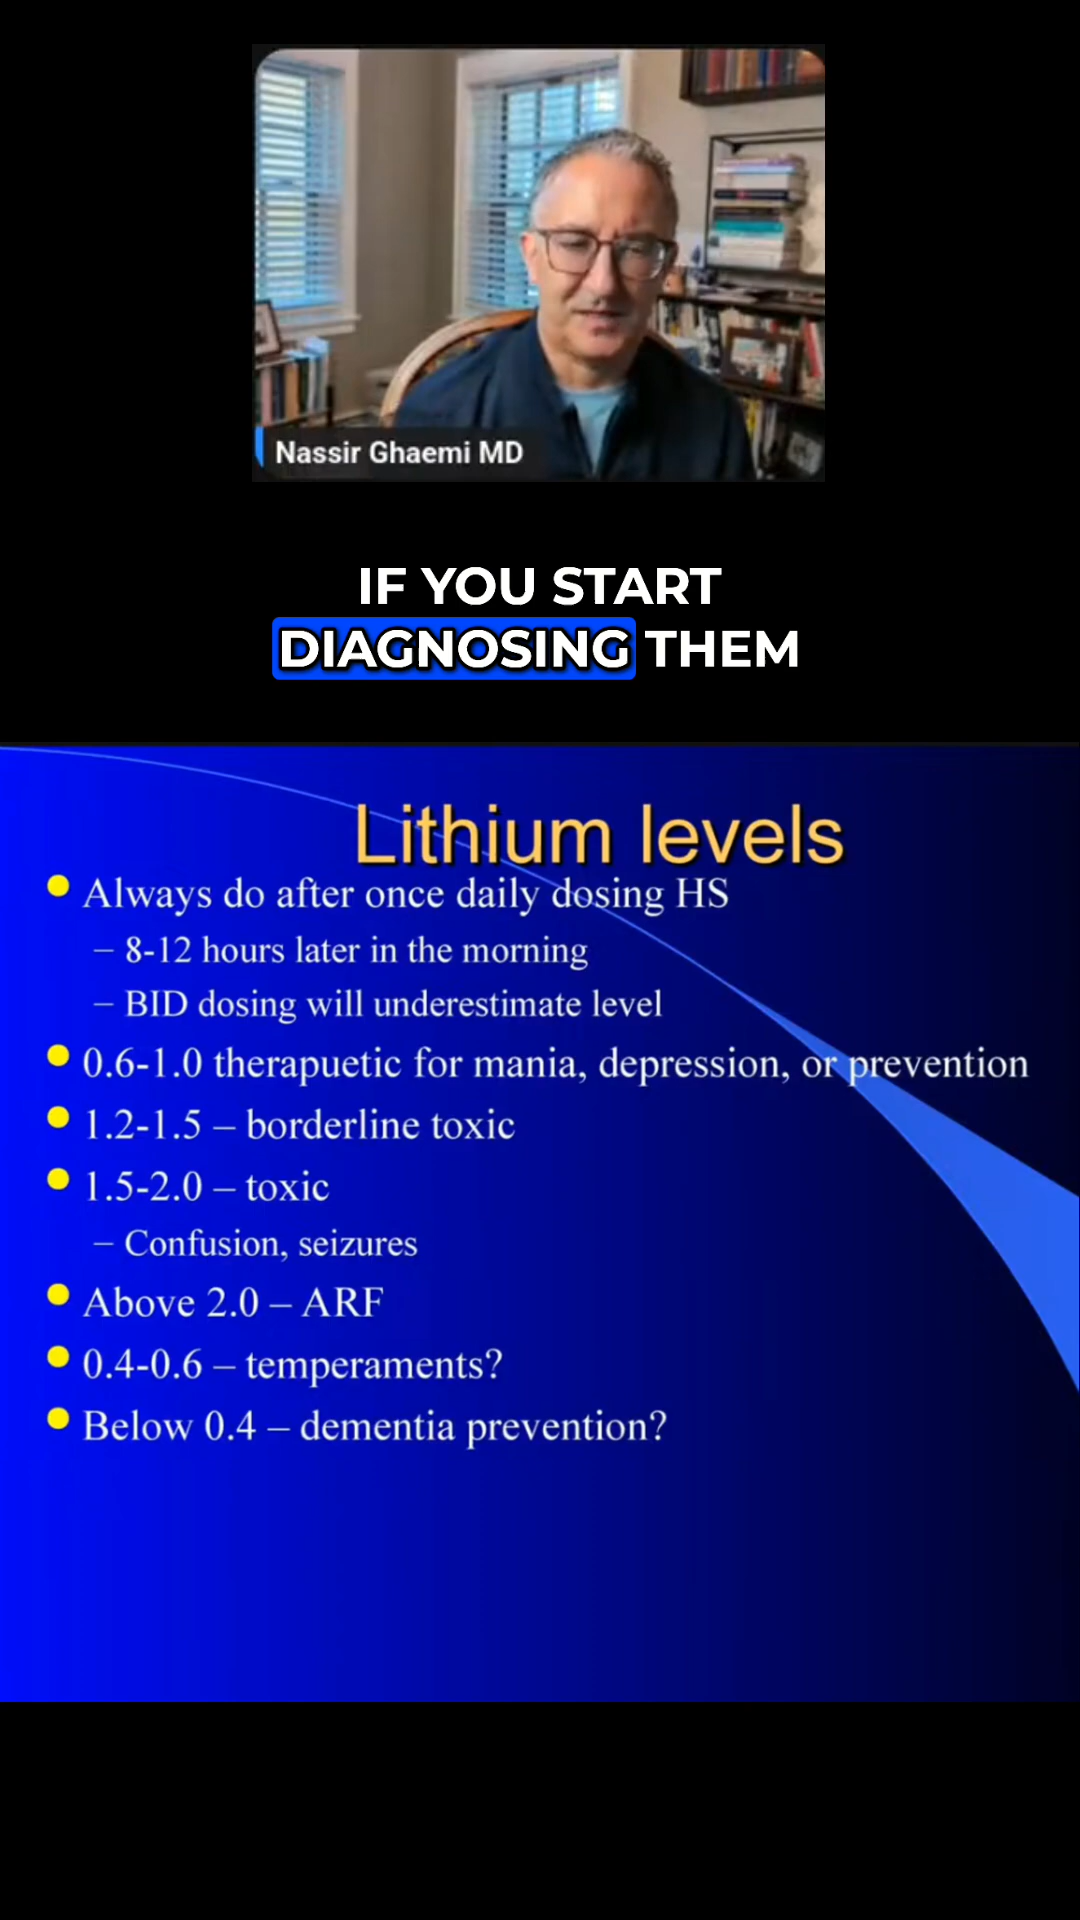 Nassir Ghaemi MD
IF YOU START
DIAGNOSING THEM
Lithium levels
• Always do after once daily dosing HS
– 8-12 hours later in the morning
– BID dosing will underestimate level
• 0.6-1.0 therapuetic for mania, depression, or prevention
• 1.2-1.5 – borderline toxic
• 1.5-2.0 – toxic
– Confusion, seizures
• Above 2.0 – ARF
• 0.4-0.6 – temperaments?
• Below 0.4 – dementia prevention?